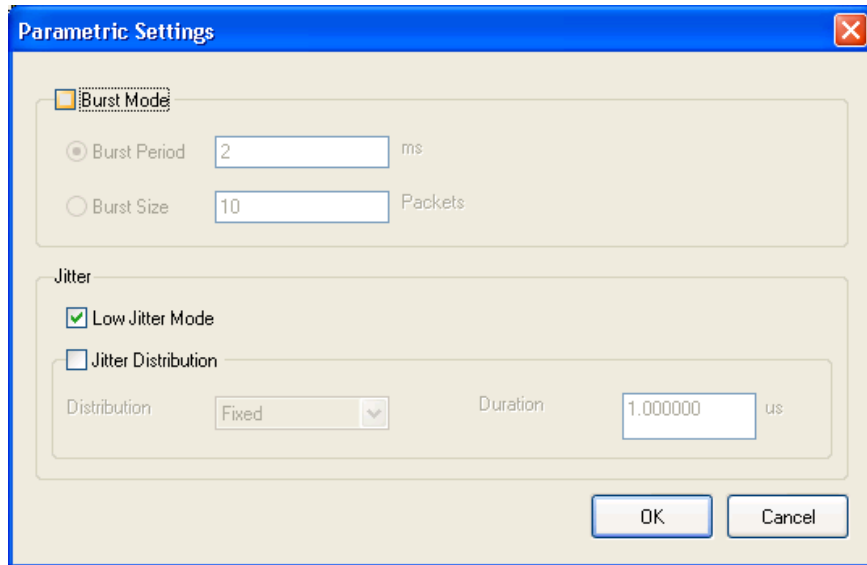 Parametric Settings
Burst Mode
Burst Period 2 ms
Burst Size 10 Packets
Jitter
Low Jitter Mode
Jitter Distribution
Distribution Fixed Duration 1.000000 us
OK Cancel